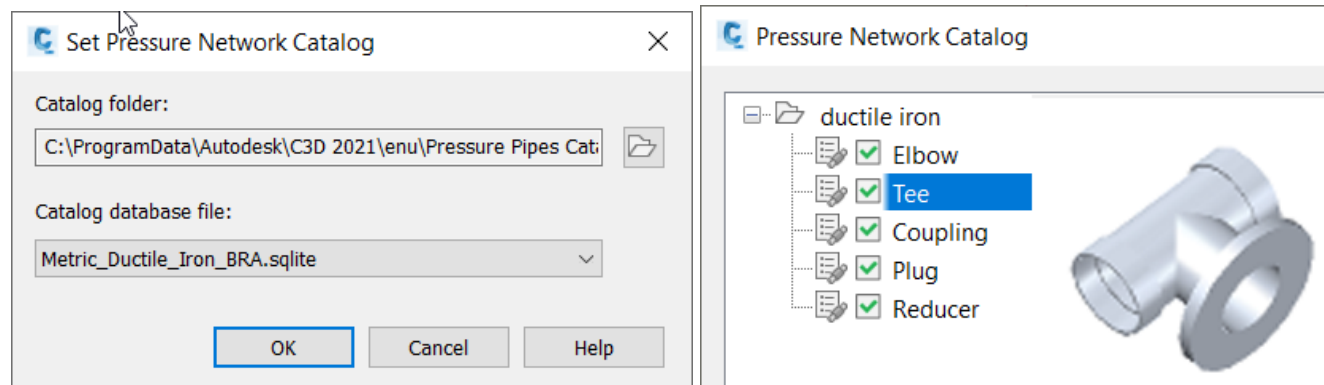 Set Pressure Network Catalog
Catalog folder:
C:\ProgramData\Autodesk\C3D 2021\enu\Pressure Pipes Cata
Catalog database file:
Metric_Ductile_Iron_BRA.sqlite
OK
Cancel
Help
Pressure Network Catalog
ductile iron
Elbow
Tee
Coupling
Plug
Reducer